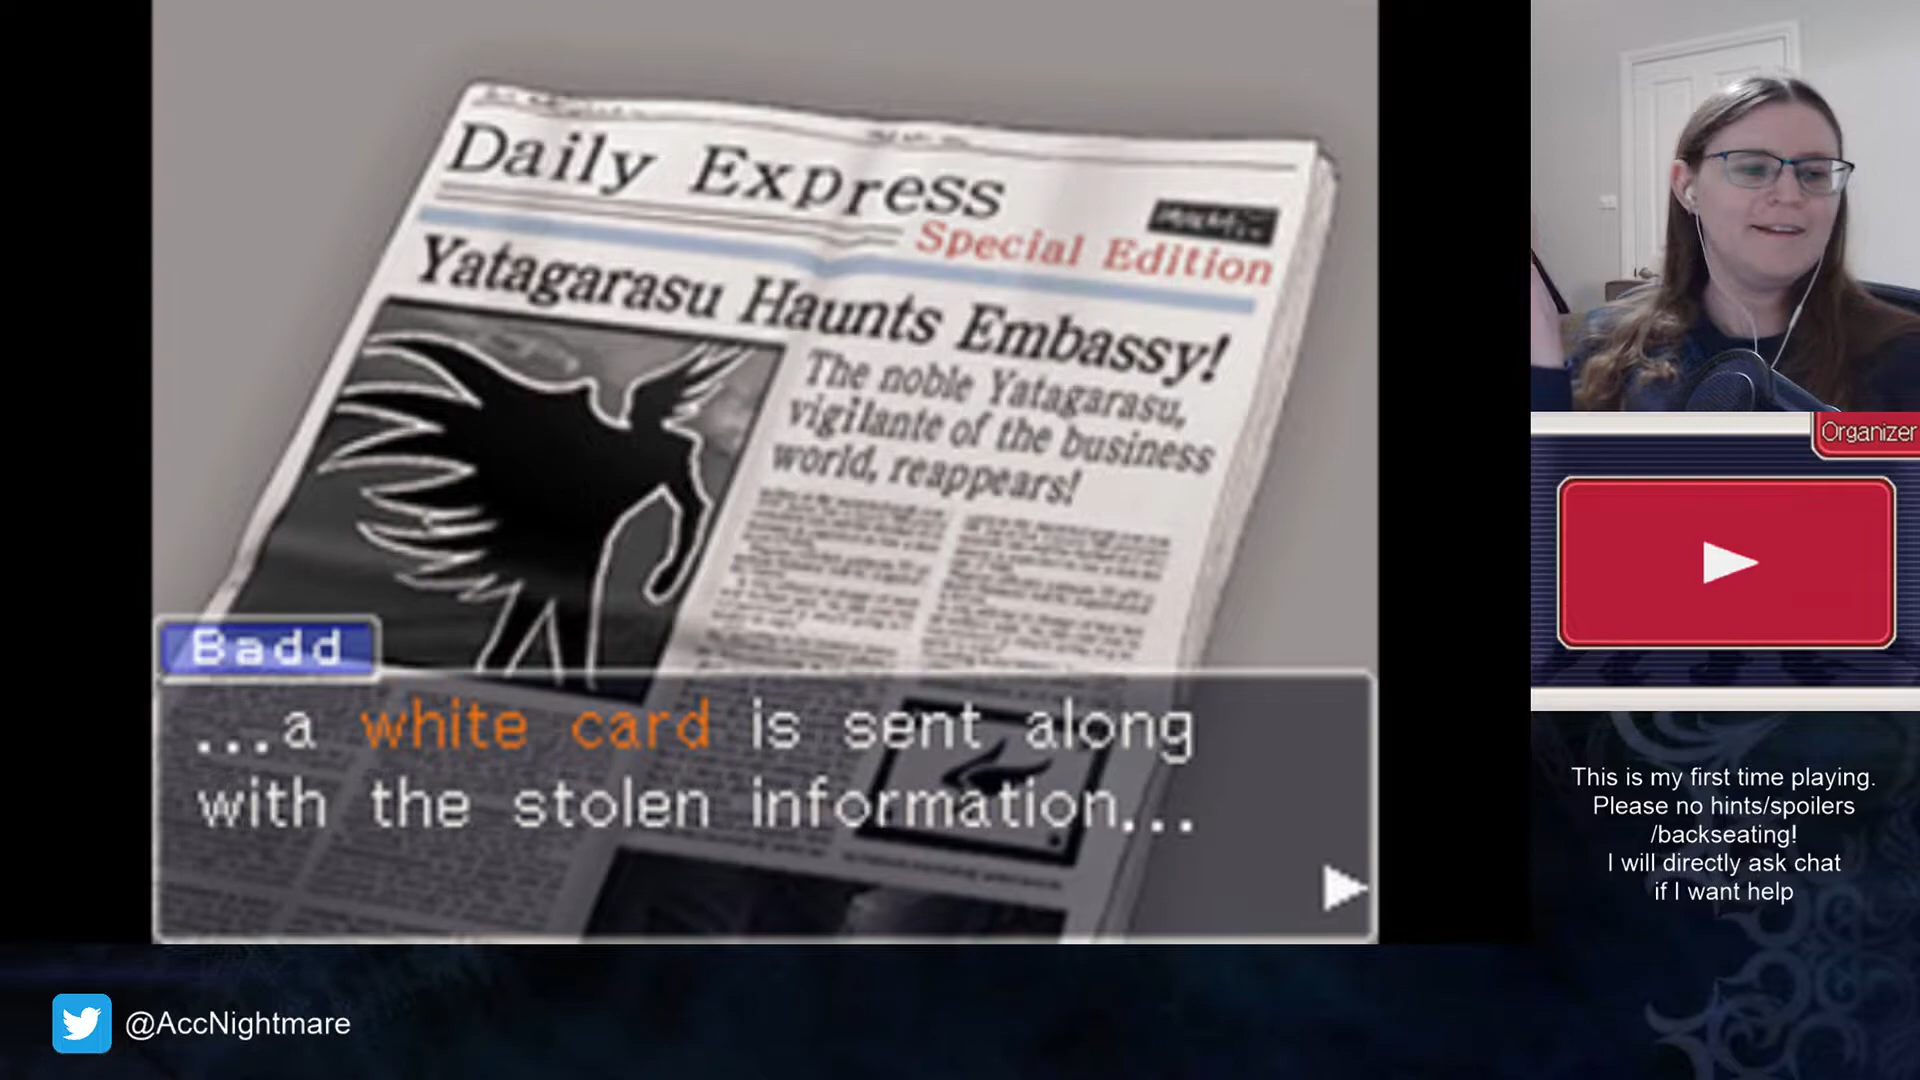 Daily Express
Special Edition
Yatagarasu Haunts Embassy!
The noble Yatagarasu,
vigilante of the business
world, reappears!
Badd
...a white card is sent along
with the stolen information...
Organizer
This is my first time playing.
Please no hints/spoilers
/backseating!
I will directly ask chat
if I want help
@AccNightmare